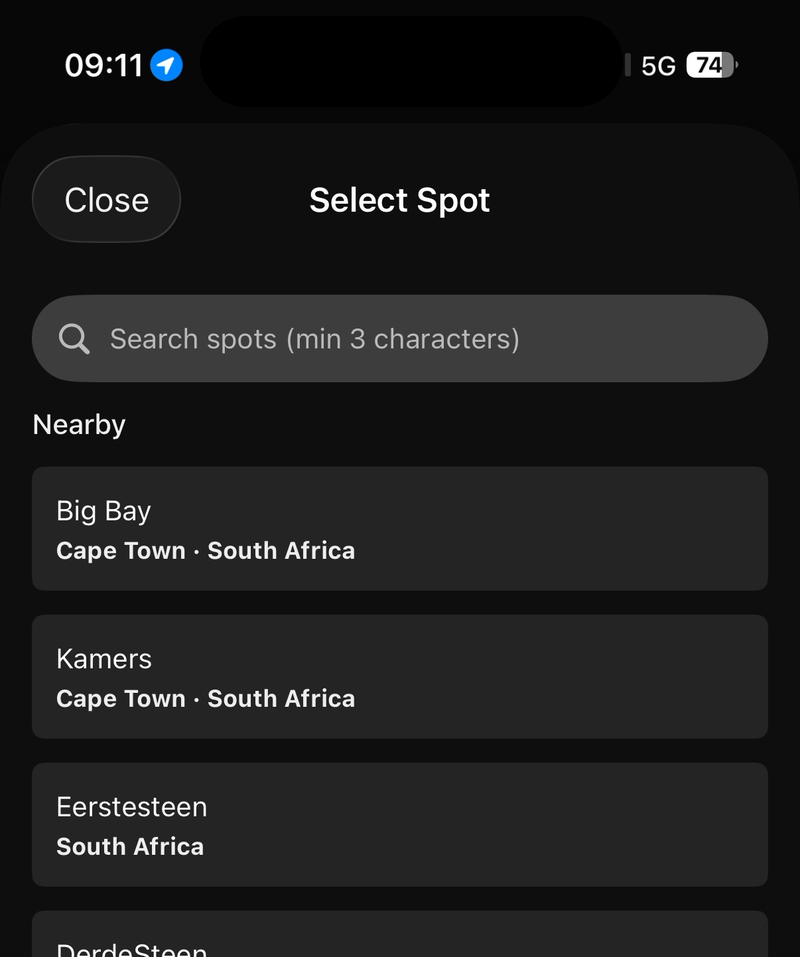 09:11
5G
74
Close
Select Spot
Search spots (min 3 characters)
Nearby
Big Bay
Cape Town · South Africa
Kamers
Cape Town · South Africa
Eerstesteen
South Africa
DerdeSteen